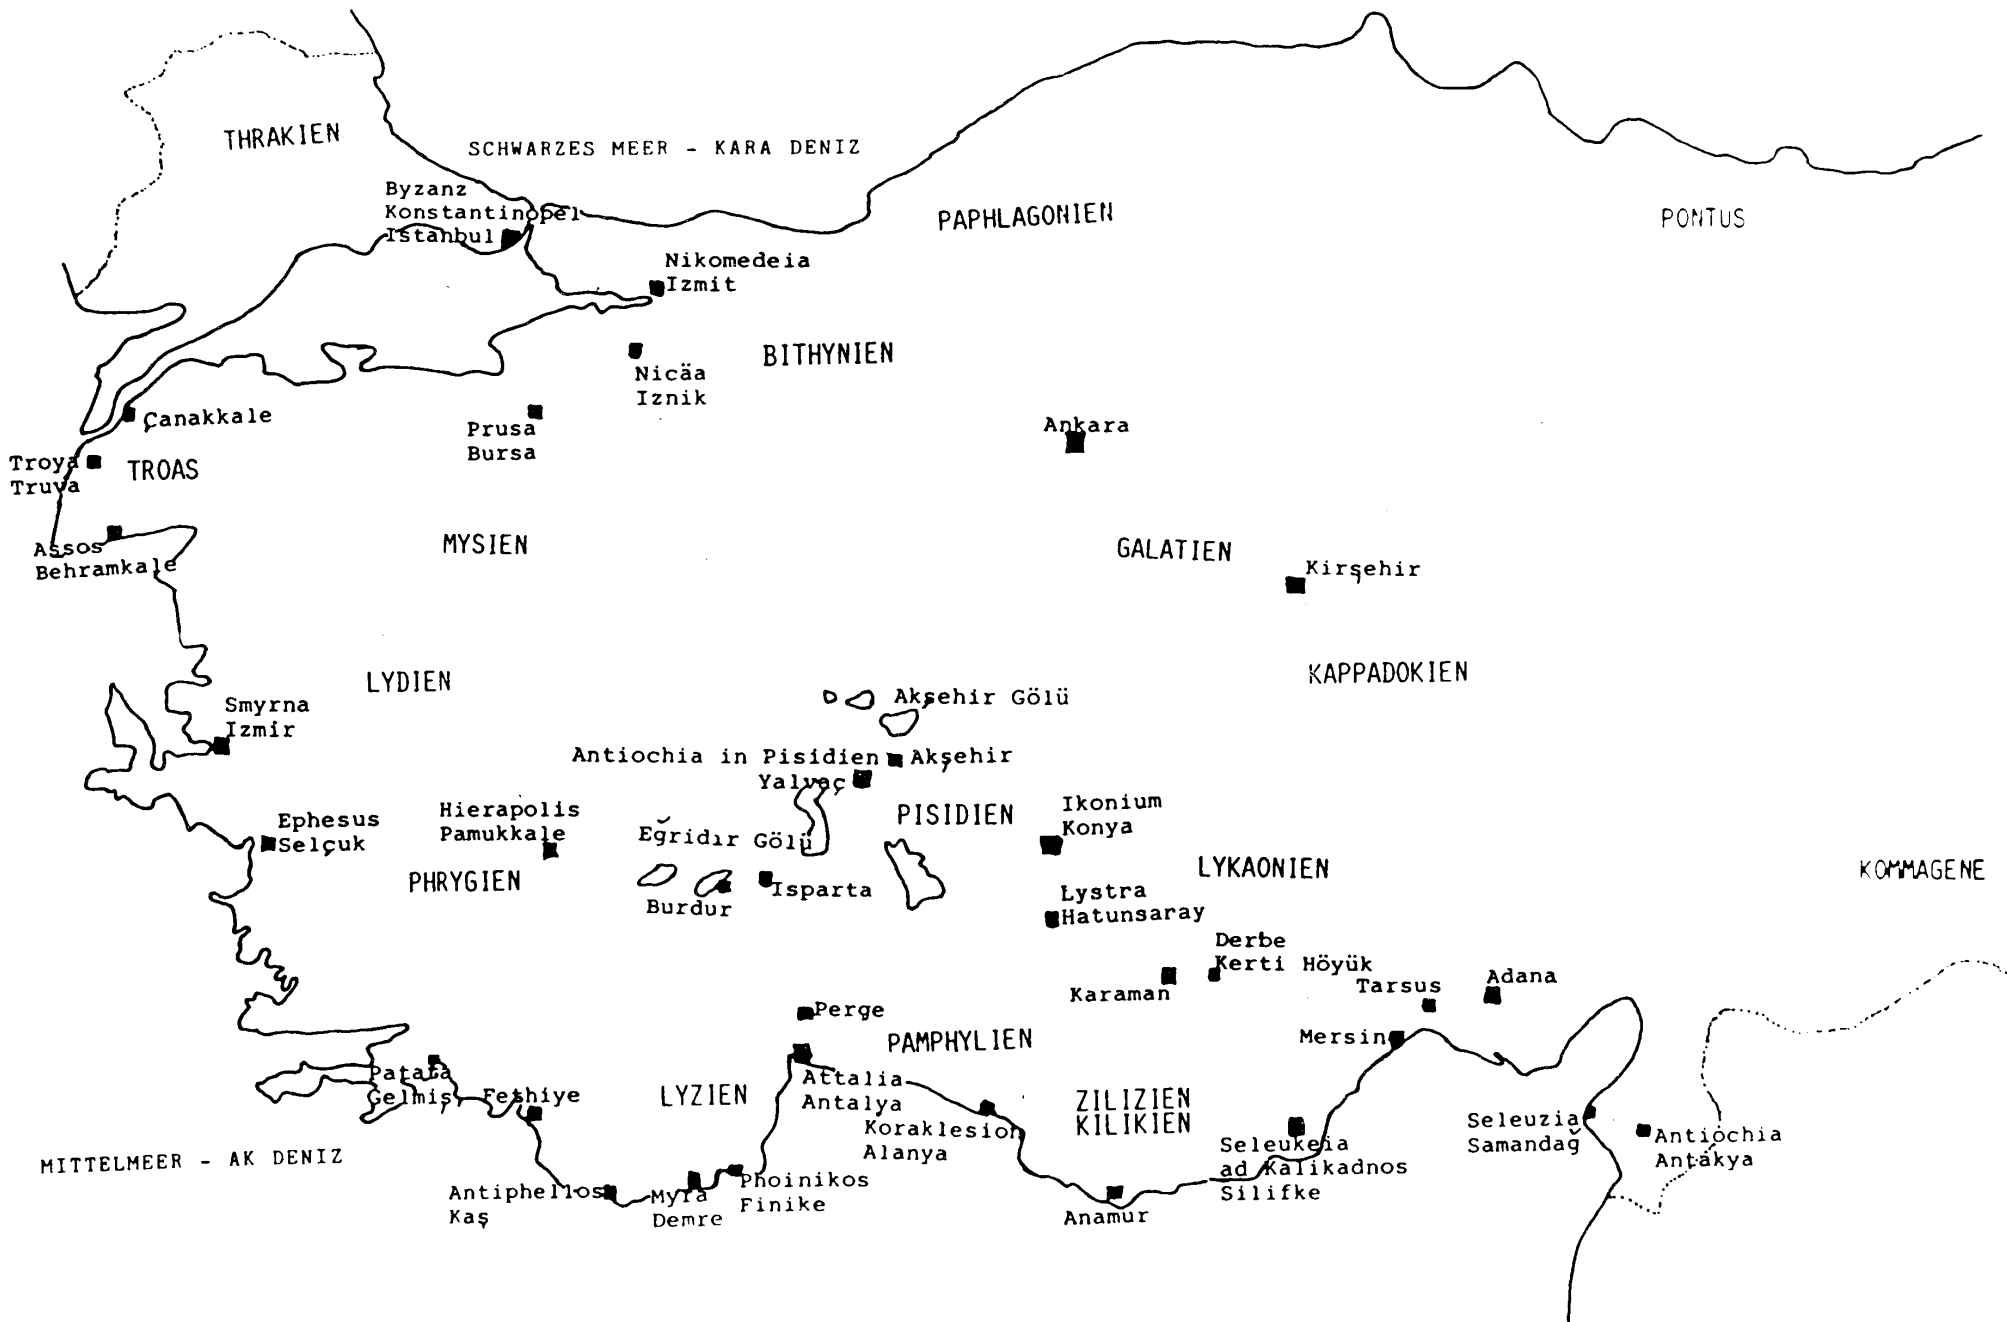 THRAKIEN
SCHWARZES MEER - KARA DENIZ
Byzanz
Konstantinopel
Istanbul
PAPHLAGONIEN
PONTUS
Nikomedeia
Izmit
BITHYNIEN
Nicäa
Iznik
Çanakkale
Prusa
Bursa
Ankara
Troya
Truva
TROAS
Assos
Behramkale
MYSIEN
GALATIEN
Kirşehir
LYDIEN
KAPPADOKIEN
Smyrna
Izmir
Akşehir Gölü
Antiochia in Pisidien
Yalvaç
Akşehir
PISIDIEN
Ikonium
Konya
Ephesus
Selçuk
Hierapolis
Pamukkale
Eğridır Gölü
PHRYGIEN
Burdur
Isparta
LYKAONIEN
KOMMAGENE
Lystra
Hatunsaray
Derbe
Kerti Höyük
Karaman
Tarsus
Adana
Perge
PAMPHYLIEN
Mersin
Patara
Gelmiş, Fethiye
LYZIEN
Attalia
Antalya
Koraklesion
Alanya
ZILIZIEN
KILIKIEN
Seleukeia
ad Kalikadnos
Silifke
Seleuzia
Samandağ
Antiochia
Antakya
MITTELMEER - AK DENIZ
Antiphellos
Kaş
Myra
Demre
Phoinikos
Finike
Anamur